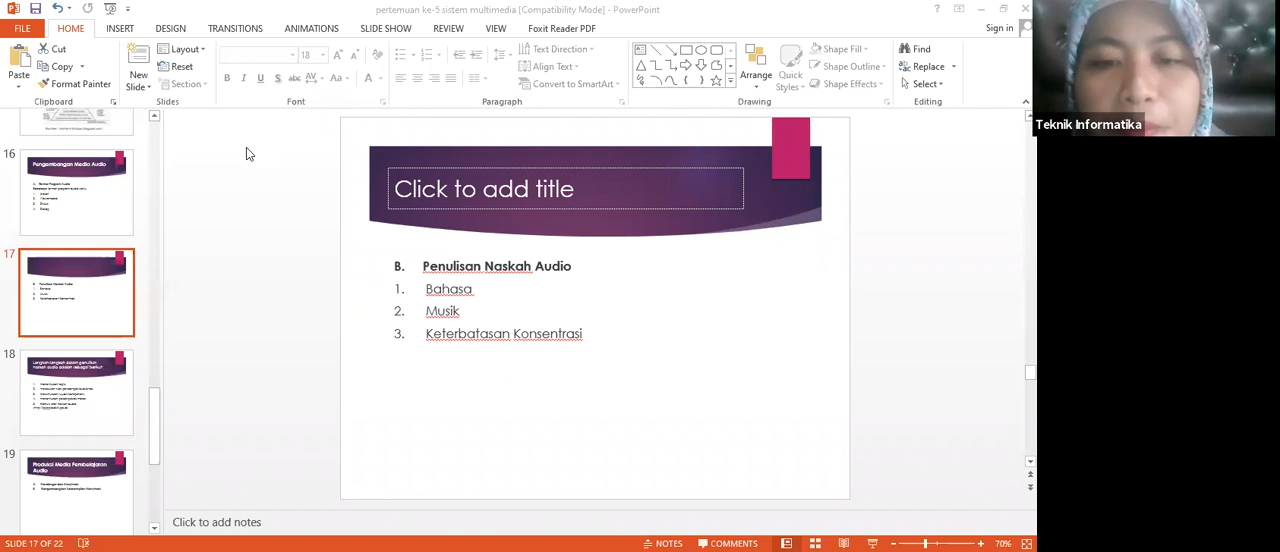 pertemuan ke-5 sistem multimedia [Compatibility Mode] - PowerPoint
FILE HOME INSERT DESIGN TRANSITIONS ANIMATIONS SLIDE SHOW REVIEW VIEW Foxit Reader PDF Sign in
Paste
Cut
Copy
Format Painter
Clipboard
New
Slide
Layout
Reset
Section
Slides
18
Font
Text Direction
Align Text
Convert to SmartArt
Paragraph
Arrange
Quick
Styles
Shape Fill
Shape Outline
Shape Effects
Drawing
Find
Replace
Select
Editing
Teknik Informatika
16
Pengembangan Media Audio
17
18
19
Produksi Media Pembelajaran
Audio
Click to add title
B. Penulisan Naskah Audio
1. Bahasa
2. Musik
3. Keterbatasan Konsentrasi
Click to add notes
SLIDE 17 OF 22 NOTES COMMENTS 70%